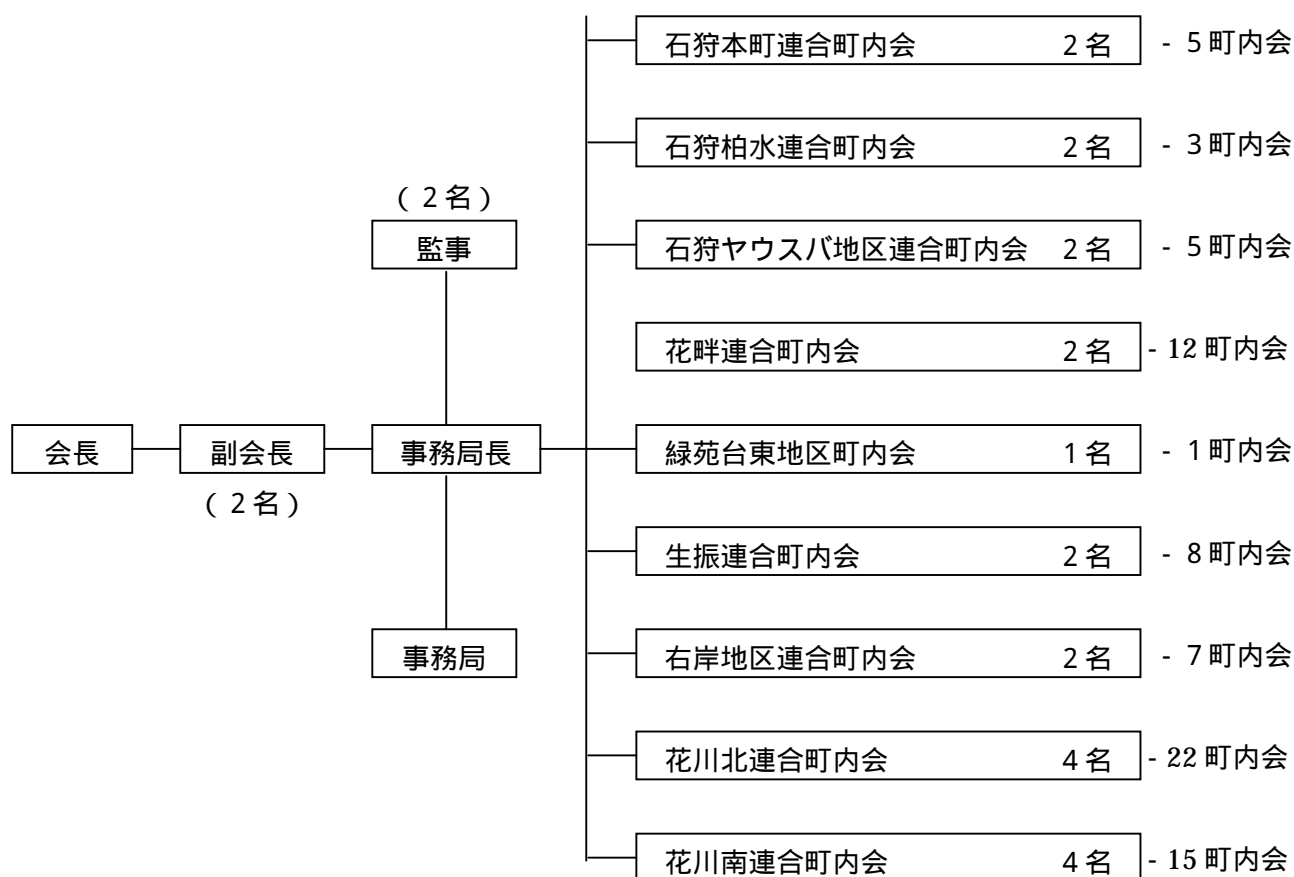 石狩本町連合町内会 2名 - 5町内会
石狩柏水連合町内会 2名 - 3町内会
(2名)
監事
石狩ヤウスバ地区連合町内会 2名 - 5町内会
花畔連合町内会 2名 - 12町内会
会長 副会長 事務局長 緑苑台東地区町内会 1名 - 1町内会
(2名)
生振連合町内会 2名 - 8町内会
事務局 右岸地区連合町内会 2名 - 7町内会
花川北連合町内会 4名 - 22町内会
花川南連合町内会 4名 - 15町内会